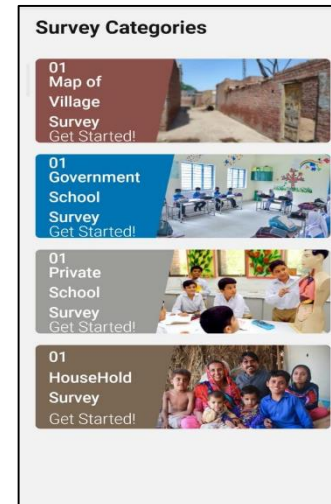 Survey Categories
01
Map of
Village
Survey
Get Started!
01
Government
School
Survey
Get Started!
01
Private
School
Survey
Get Started!
01
HouseHold
Survey
Get Started!